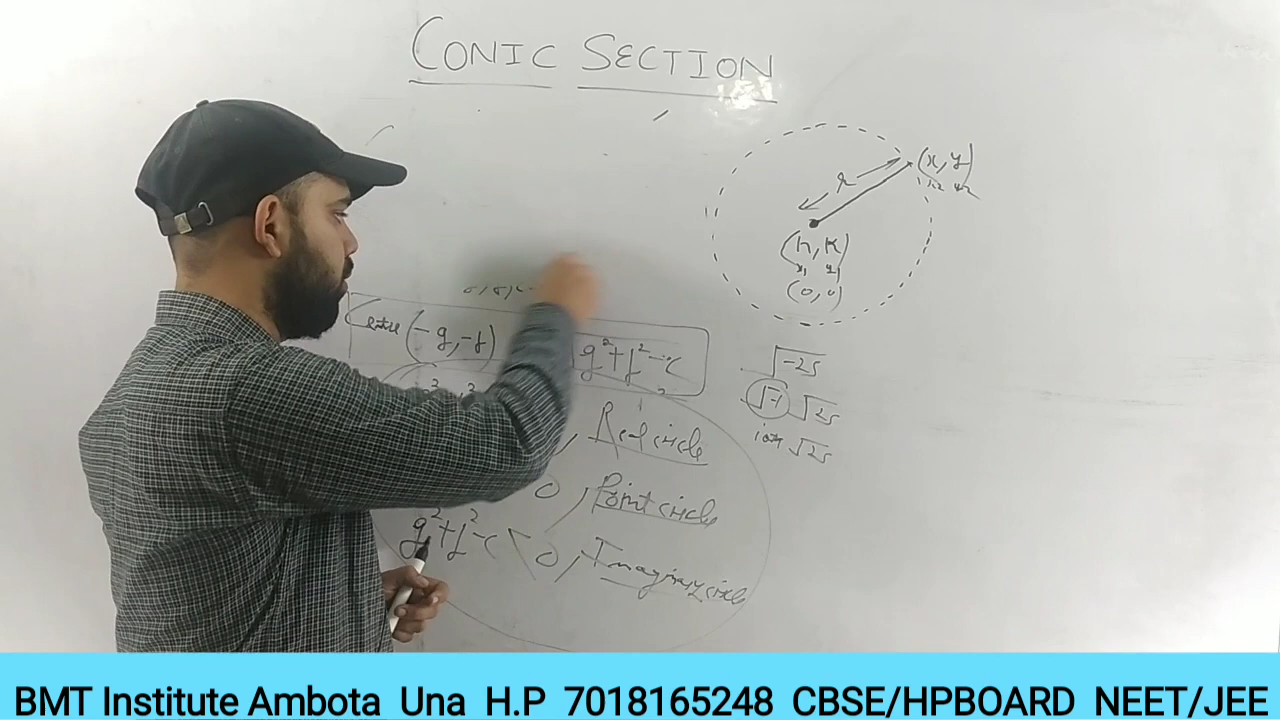 CONIC SECTION
(x, y)
r
(h, k)
(0, 0)
Centre (-g, -f)
g²+f²-c
√-25
√-1 √25
√25
Real circle
0, Point circle
g²+f²-c < 0, Imaginary circle
BMT Institute Ambota Una H.P 7018165248 CBSE/HPBOARD NEET/JEE